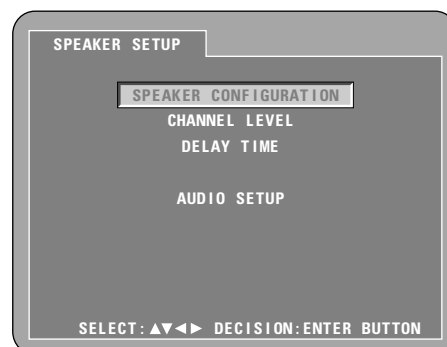 SPEAKER SETUP
SPEAKER CONFIGURATION
CHANNEL LEVEL
DELAY TIME
AUDIO SETUP
SELECT:▲▼◀▶ DECISION:ENTER BUTTON